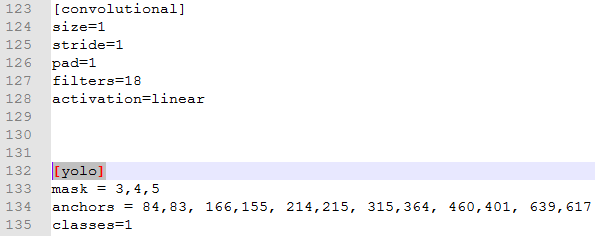 123 [convolutional]
124 size=1
125 stride=1
126 pad=1
127 filters=18
128 activation=linear
129
130
131
132 [yolo]
133 mask = 3,4,5
134 anchors = 84,83, 166,155, 214,215, 315,364, 460,401, 639,617
135 classes=1